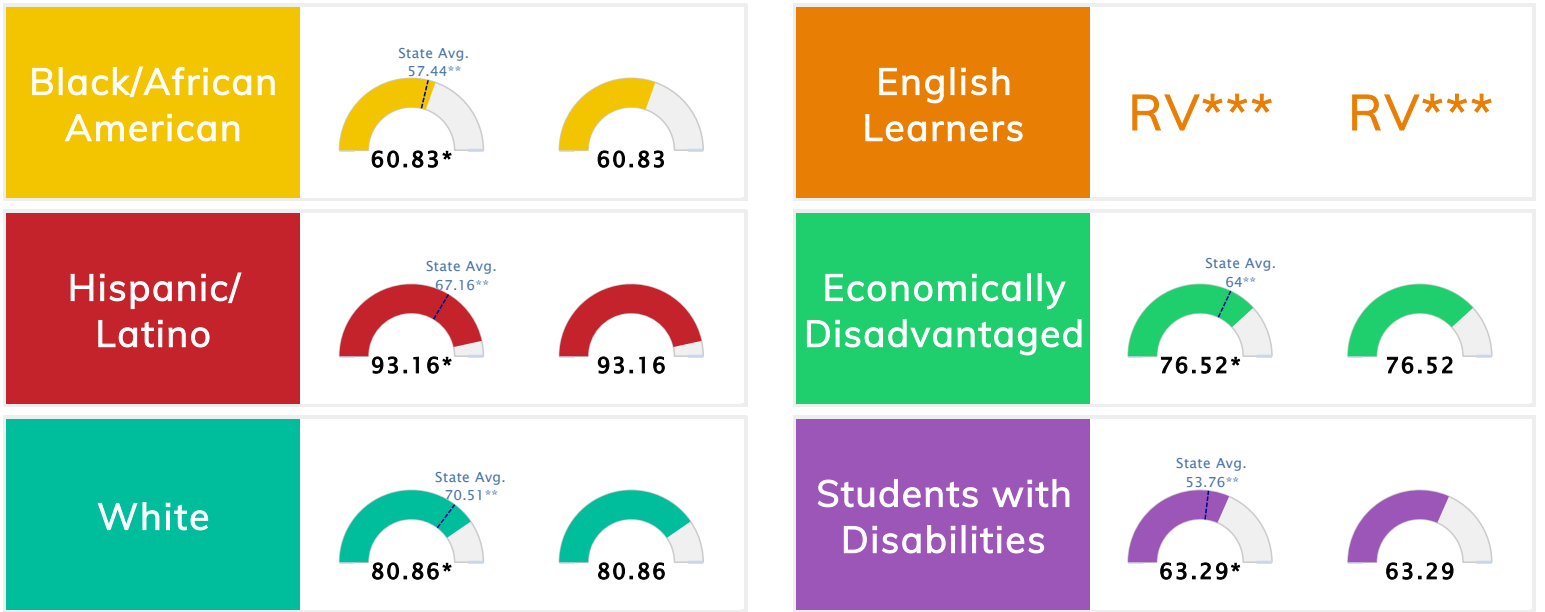 Black/African
American
State Avg.
57.44**
60.83*
60.83
English
Learners
RV***
RV***
Hispanic/
Latino
State Avg.
67.16**
93.16*
93.16
Economically
Disadvantaged
State Avg.
64**
76.52*
76.52
White
State Avg.
70.51**
80.86*
80.86
Students with
Disabilities
State Avg.
53.76**
63.29*
63.29